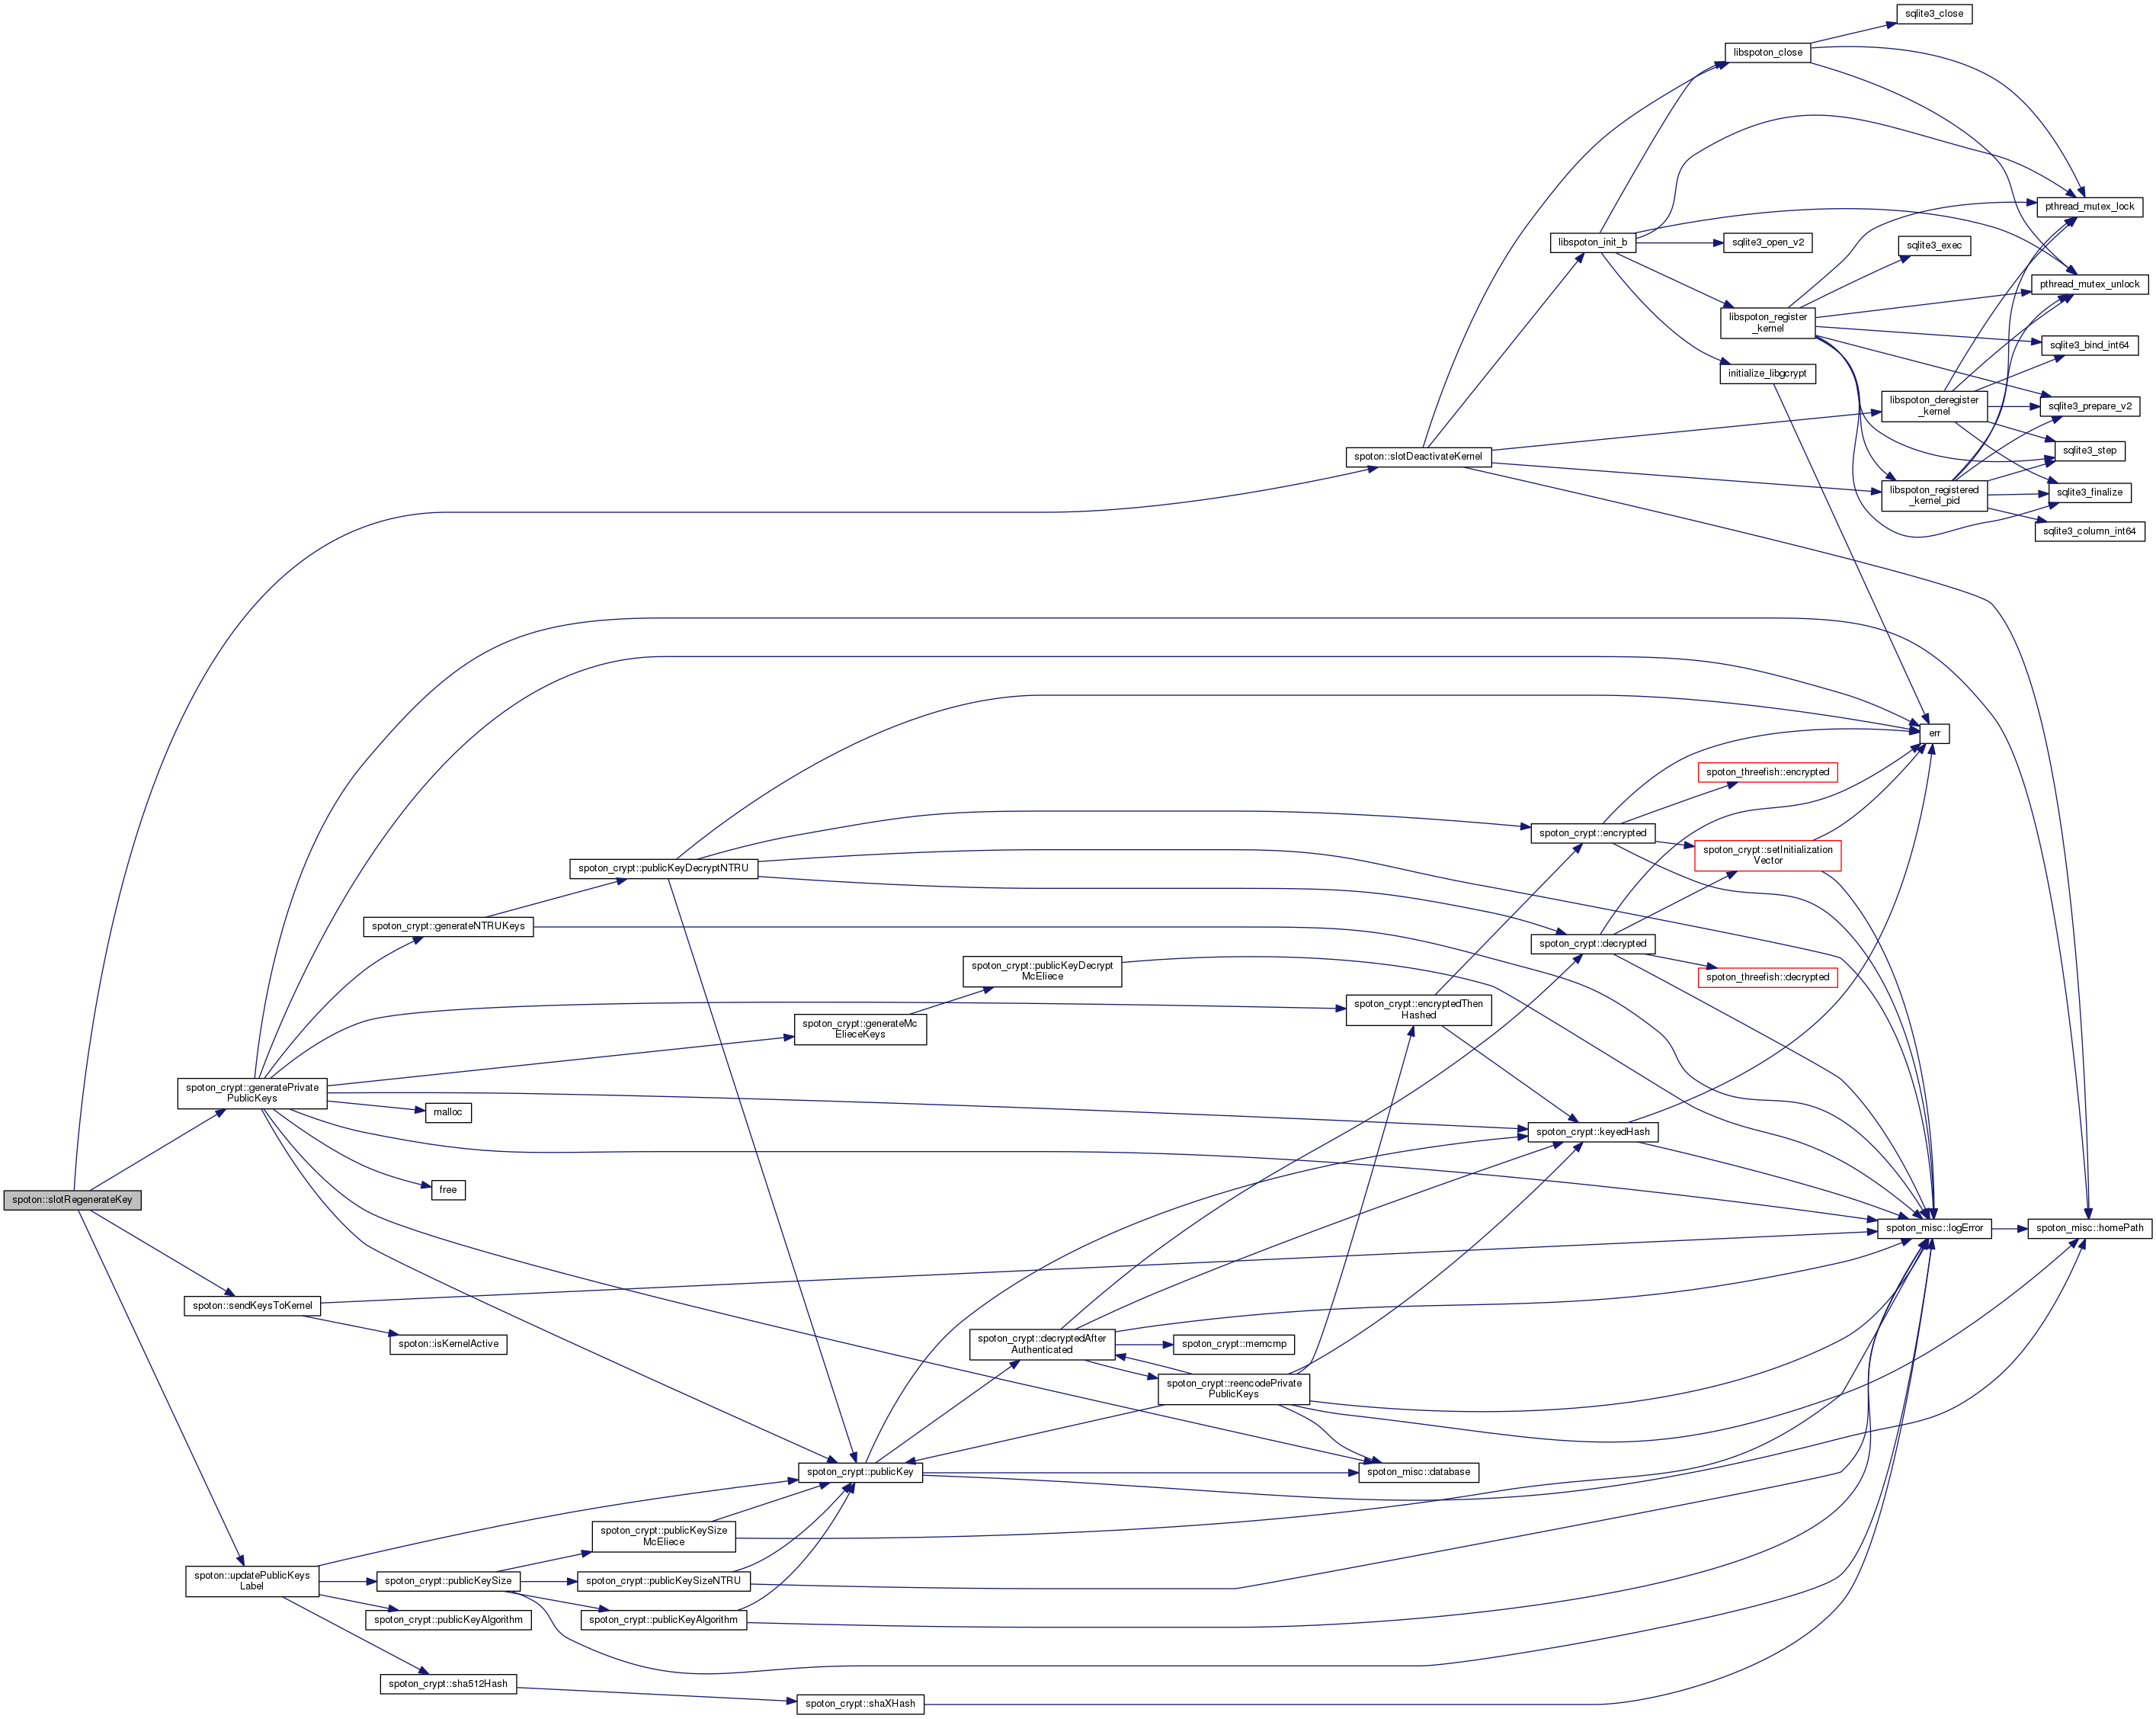 sqlite3_close
libspoton_close
pthread_mutex_lock
libspoton_init_b
sqlite3_open_v2
sqlite3_exec
pthread_mutex_unlock
libspoton_register
_kernel
sqlite3_bind_int64
initialize_libgcrypt
libspoton_deregister
_kernel
sqlite3_prepare_v2
spoton::slotDeactivateKernel
sqlite3_step
libspoton_registered
_kernel_pid
sqlite3_finalize
sqlite3_column_int64
err
spoton_threefish::encrypted
spoton_crypt::encrypted
spoton_crypt::setInitialization
Vector
spoton_crypt::publicKeyDecryptNTRU
spoton_crypt::generateNTRUKeys
spoton_crypt::decrypted
spoton_crypt::publicKeyDecrypt
McEliece
spoton_threefish::decrypted
spoton_crypt::encryptedThen
Hashed
spoton_crypt::generateMc
ElieceKeys
spoton_crypt::generatePrivate
PublicKeys
malloc
spoton_crypt::keyedHash
free
spoton::slotRegenerateKey
spoton_misc::logError
spoton_misc::homePath
spoton::sendKeysToKernel
spoton::isKernelActive
spoton_crypt::decryptedAfter
Authenticated
spoton_crypt::memcmp
spoton_crypt::reencodePrivate
PublicKeys
spoton_crypt::publicKey
spoton_misc::database
spoton_crypt::publicKeySize
McEliece
spoton::updatePublicKeys
Label
spoton_crypt::publicKeySize
spoton_crypt::publicKeySizeNTRU
spoton_crypt::publicKeyAlgorithm
spoton_crypt::publicKeyAlgorithm
spoton_crypt::sha512Hash
spoton_crypt::shaXHash